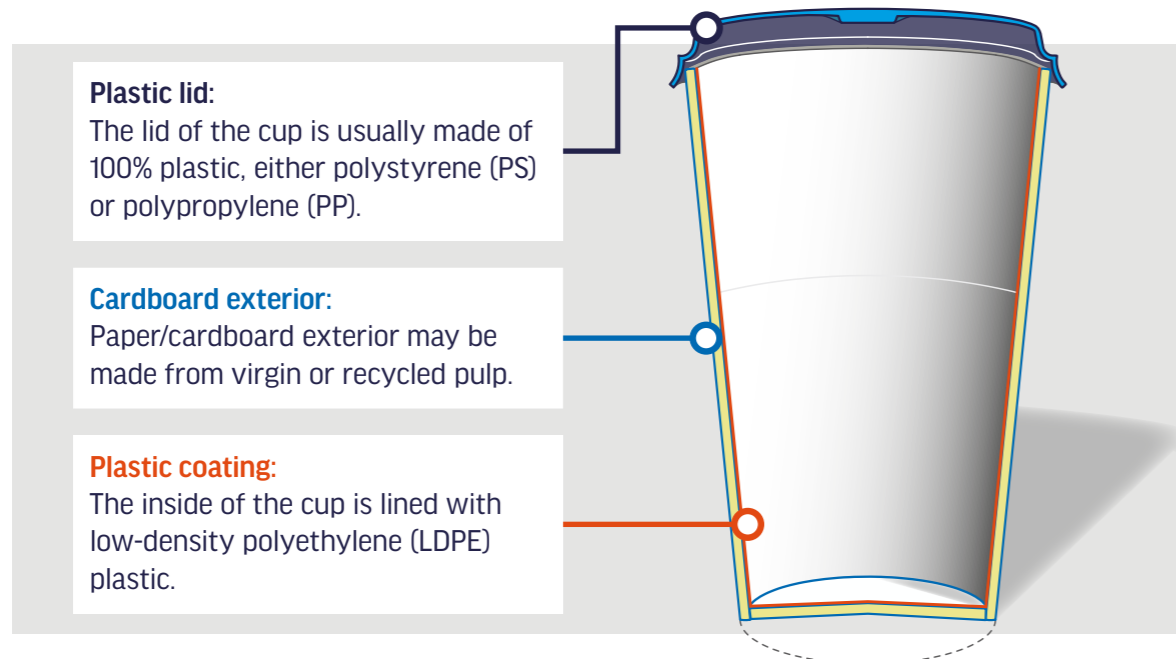 Plastic lid:
The lid of the cup is usually made of
100% plastic, either polystyrene (PS)
or polypropylene (PP).
Cardboard exterior:
Paper/cardboard exterior may be
made from virgin or recycled pulp.
Plastic coating:
The inside of the cup is lined with
low-density polyethylene (LDPE)
plastic.